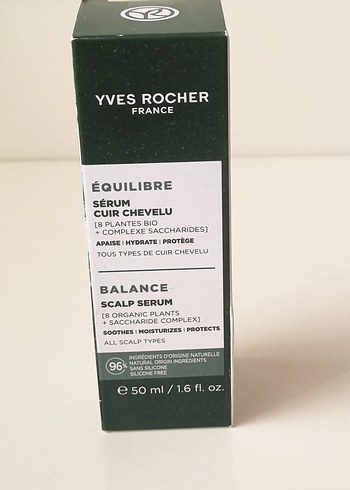 YVES ROCHER
FRANCE
ÉQUILIBRE
SÉRUM
CUIR CHEVELU
[8 PLANTES BIO
+ COMPLEXE SACCHARIDES]
APAISE | HYDRATE | PROTÈGE
TOUS TYPES DE CUIR CHEVELU
BALANCE
SCALP SERUM
[8 ORGANIC PLANTS
+ SACCHARIDE COMPLEX]
SOOTHES | MOISTURIZES | PROTECTS
ALL SCALP TYPES
96%
INGRÉDIENTS D'ORIGINE NATURELLE
NATURAL ORIGIN INGREDIENTS
SANS SILICONE
SILICONE FREE
℮ 50 ml / 1.6 fl. oz.